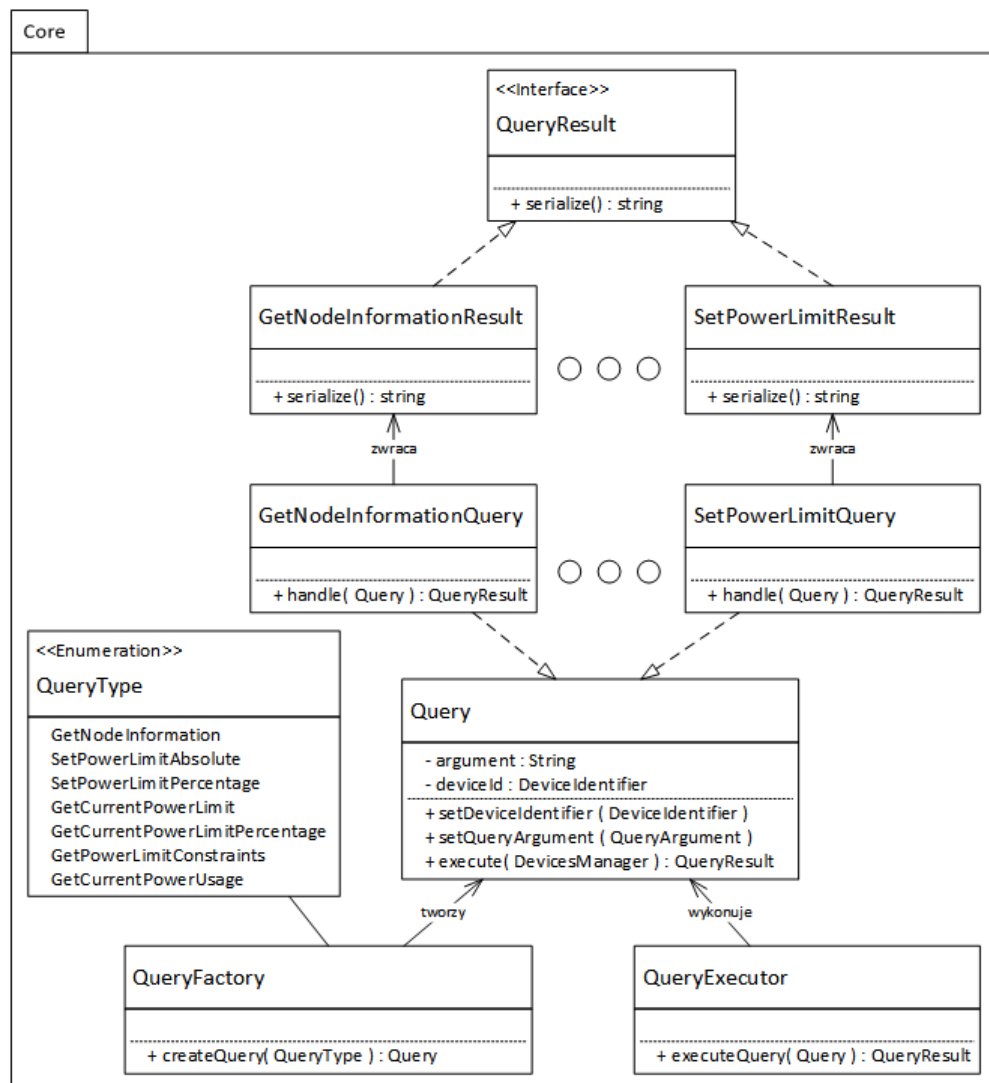 Core
<<Interface>>
QueryResult
+ serialize() : string
GetNodeInformationResult
+ serialize() : string
SetPowerLimitResult
+ serialize() : string
zwraca
zwraca
GetNodeInformationQuery
+ handle( Query ) : QueryResult
SetPowerLimitQuery
+ handle( Query ) : QueryResult
<<Enumeration>>
QueryType
GetNodeInformation
SetPowerLimitAbsolute
SetPowerLimitPercentage
GetCurrentPowerLimit
GetCurrentPowerLimitPercentage
GetPowerLimitConstraints
GetCurrentPowerUsage
Query
- argument : String
- deviceId : DeviceIdentifier
+ setDeviceIdentifier ( DeviceIdentifier )
+ setQueryArgument ( QueryArgument )
+ execute( DevicesManager ) : QueryResult
tworzy
wykonuje
QueryFactory
+ createQuery( QueryType ) : Query
QueryExecutor
+ executeQuery( Query ) : QueryResult